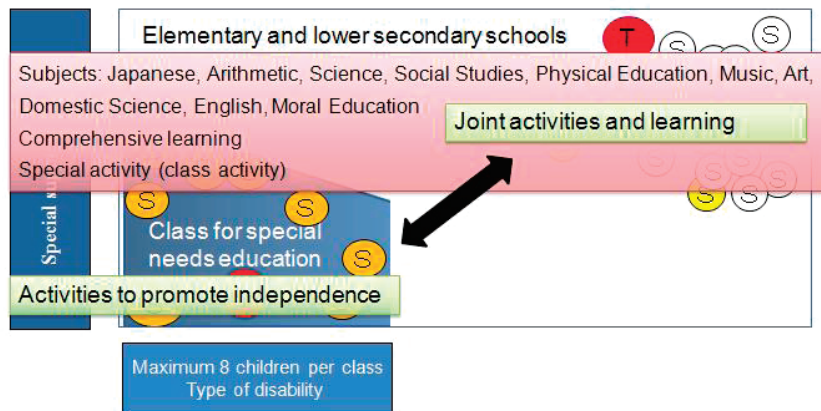 Elementary and lower secondary schools
T
S
S
Subjects: Japanese, Arithmetic, Science, Social Studies, Physical Education, Music, Art,
Domestic Science, English, Moral Education
Joint activities and learning
Comprehensive learning
Special activity (class activity)
Special
S
S
S
S
S
Class for special
needs education
Activities to promote independence
Maximum 8 children per class
Type of disability